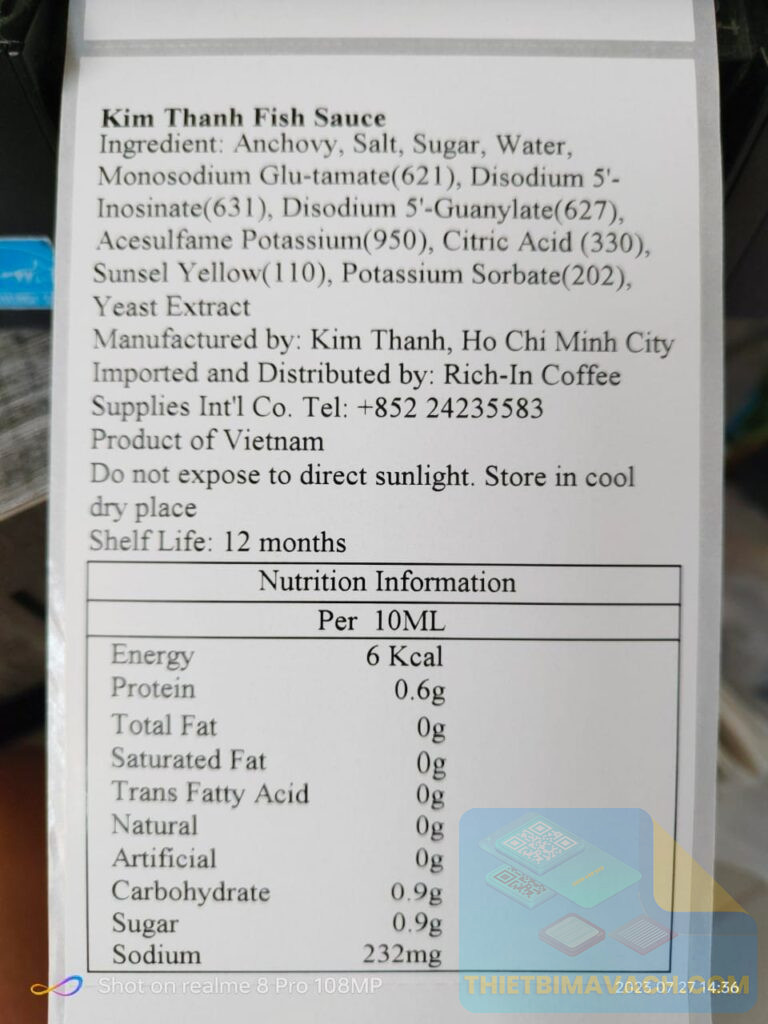 Kim Thanh Fish Sauce
Ingredient: Anchovy, Salt, Sugar, Water,
Monosodium Glu-tamate(621), Disodium 5'-
Inosinate(631), Disodium 5'-Guanylate(627),
Acesulfame Potassium(950), Citric Acid (330),
Sunsel Yellow(110), Potassium Sorbate(202),
Yeast Extract
Manufactured by: Kim Thanh, Ho Chi Minh City
Imported and Distributed by: Rich-In Coffee
Supplies Int'l Co. Tel: +852 24235583
Product of Vietnam
Do not expose to direct sunlight. Store in cool
dry place
Shelf Life: 12 months
Nutrition Information
Per 10ML
Energy 6 Kcal
Protein 0.6g
Total Fat 0g
Saturated Fat 0g
Trans Fatty Acid 0g
Natural 0g
Artificial 0g
Carbohydrate 0.9g
Sugar 0.9g
Sodium 232mg
Shot on realme 8 Pro 108MP
THIETBIMAVACH.COM
2023.07.27 14:36